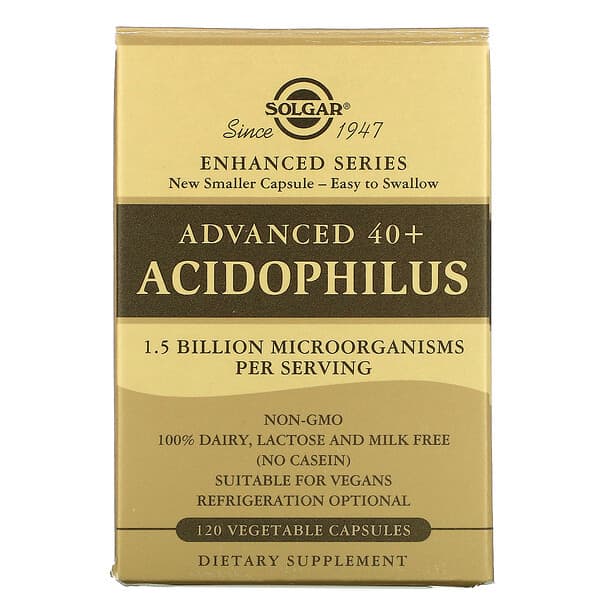 SOLGAR®
Since 1947
ENHANCED SERIES
New Smaller Capsule – Easy to Swallow
ADVANCED 40+
ACIDOPHILUS
1.5 BILLION MICROORGANISMS
PER SERVING
NON-GMO
100% DAIRY, LACTOSE AND MILK FREE
(NO CASEIN)
SUITABLE FOR VEGANS
REFRIGERATION OPTIONAL
120 VEGETABLE CAPSULES
DIETARY SUPPLEMENT